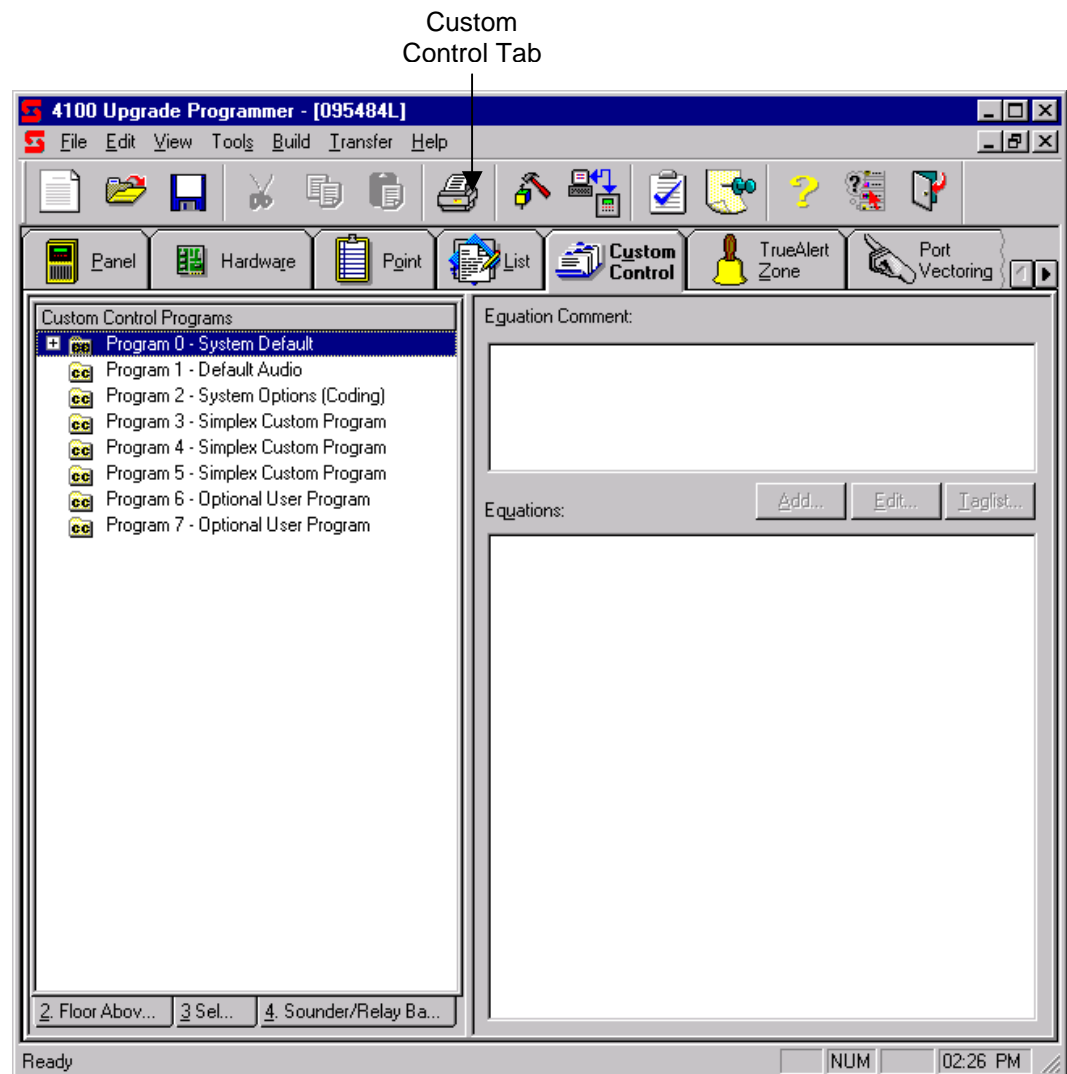 Custom
Control Tab
4100 Upgrade Programmer - [095484L]
File Edit View Tools Build Transfer Help
Panel Hardware Point List Custom Control TrueAlert Zone Port Vectoring
Custom Control Programs
Program 0 - System Default
Program 1 - Default Audio
Program 2 - System Options (Coding)
Program 3 - Simplex Custom Program
Program 4 - Simplex Custom Program
Program 5 - Simplex Custom Program
Program 6 - Optional User Program
Program 7 - Optional User Program
2. Floor Abov... 3 Sel... 4. Sounder/Relay Ba...
Equation Comment:
Equations: Add... Edit... Taglist...
Ready NUM 02:26 PM